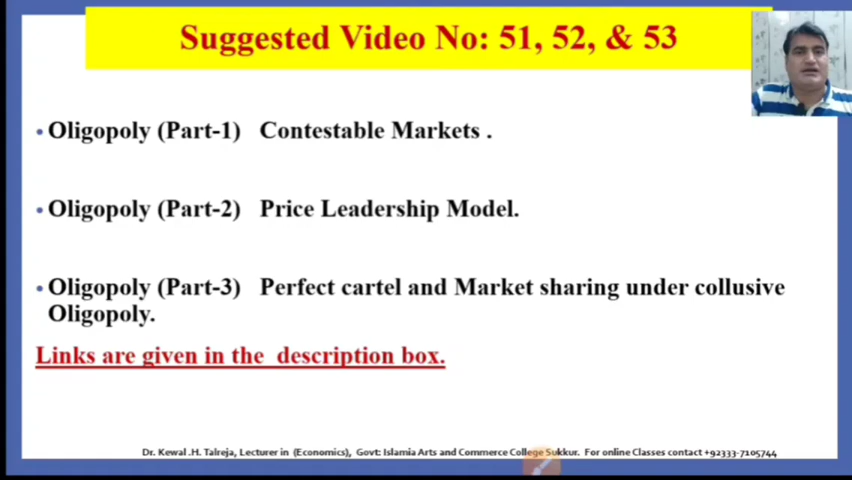 Suggested Video No: 51, 52, & 53
• Oligopoly (Part-1) Contestable Markets .
• Oligopoly (Part-2) Price Leadership Model.
• Oligopoly (Part-3) Perfect cartel and Market sharing under collusive
Oligopoly.
Links are given in the description box.
Dr. Kewal .H. Talreja, Lecturer in (Economics), Govt: Islamia Arts and Commerce College Sukkur. For online Classes contact +92333-7105744